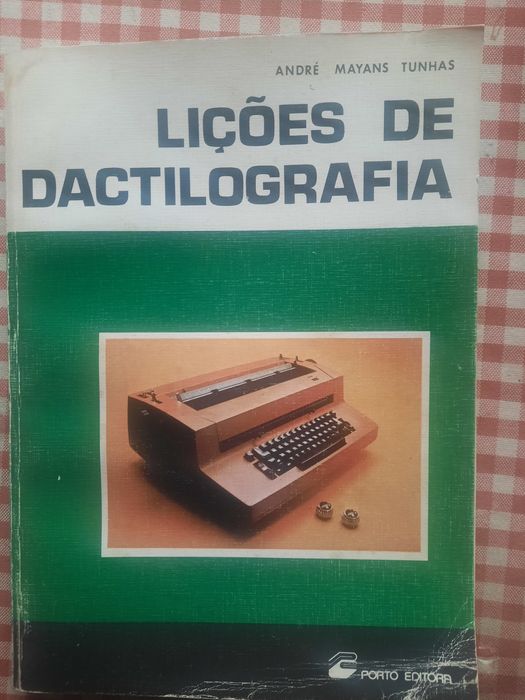 ANDRÉ MAYANS TUNHAS
LIÇÕES DE
DACTILOGRAFIA
PORTO EDITORA